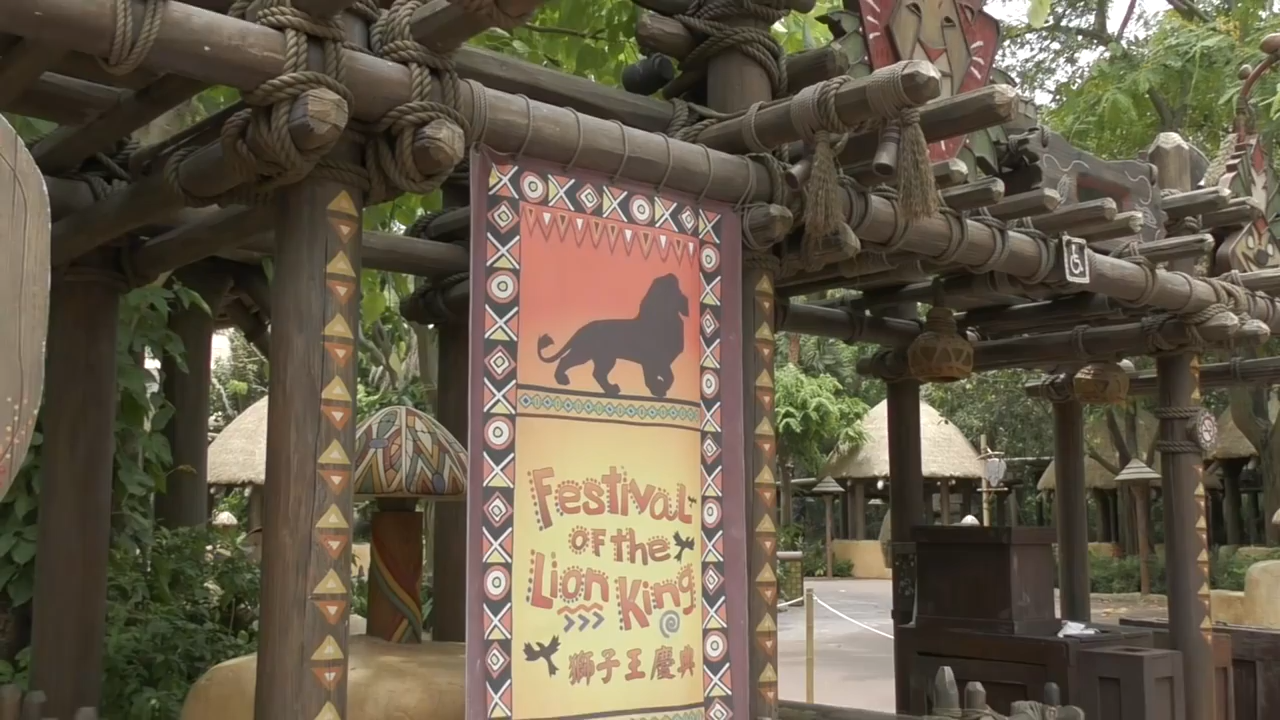 Festival
of the
Lion
King
獅子王慶典